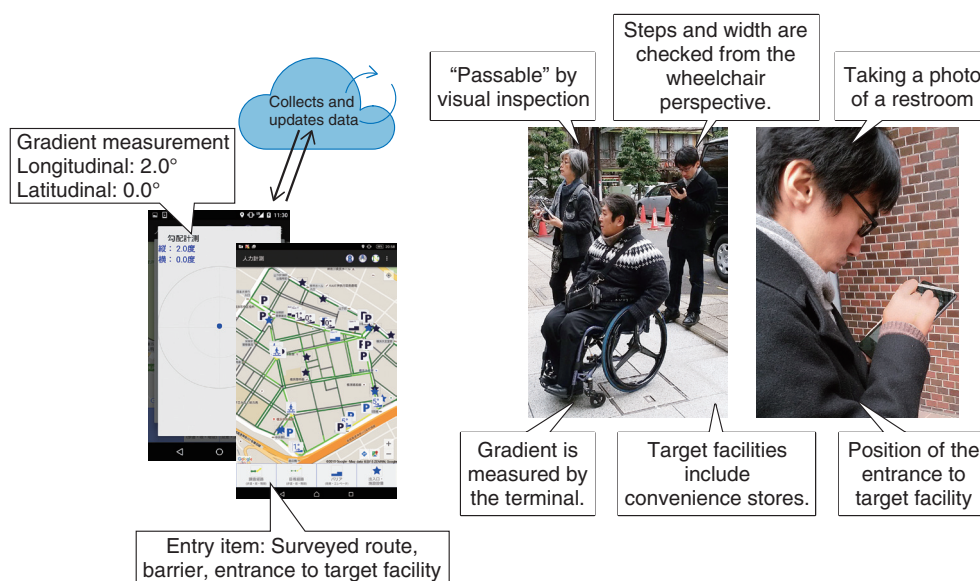 Collects and
updates data
Gradient measurement
Longitudinal: 2.0°
Latitudinal: 0.0°
11:30
勾配計測
縦：2.0度
横：0.0度
人力計測
P
P
P
P
P
P
P
Entry item: Surveyed route,
barrier, entrance to target facility
“Passable” by
visual inspection
Steps and width are
checked from the
wheelchair
perspective.
Taking a photo
of a restroom
Gradient is
measured by
the terminal.
Target facilities
include
convenience stores.
Position of the
entrance to
target facility